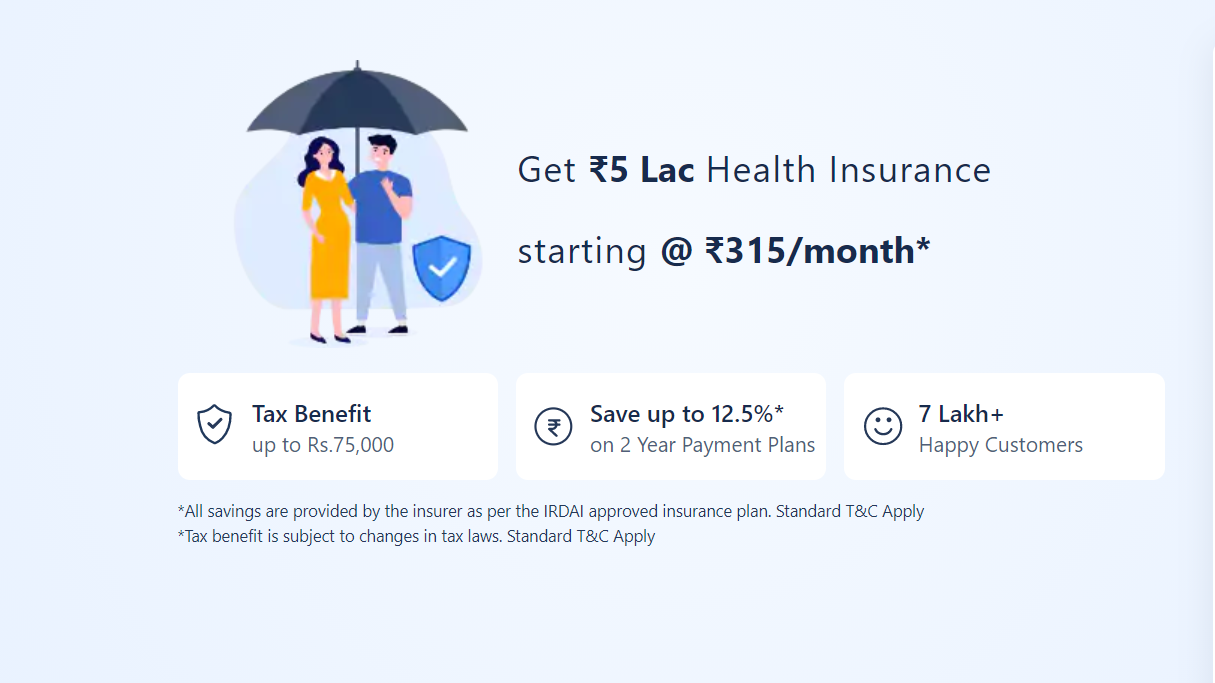 Get ₹5 Lac Health Insurance
starting @ ₹315/month*
Tax Benefit
up to Rs.75,000
Save up to 12.5%*
on 2 Year Payment Plans
7 Lakh+
Happy Customers
*All savings are provided by the insurer as per the IRDAI approved insurance plan. Standard T&C Apply
*Tax benefit is subject to changes in tax laws. Standard T&C Apply